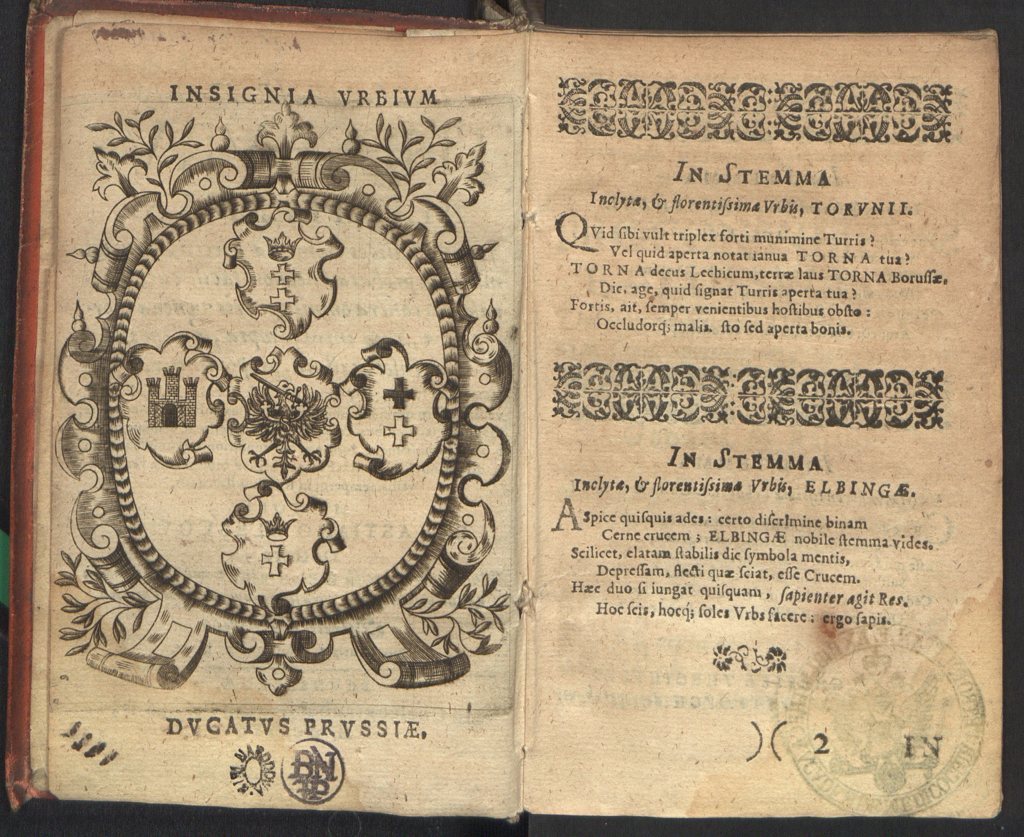 INSIGNIA VRBIVM
DVCATVS PRVSSIÆ.
BN
IN STEMMA
Inclytæ, & florentiſsimæ Vrbis, TORVNII.
QVid ſibi vult triplex forti munimine Turris?
Vel quid aperta notat ianua TORNA tua?
TORNA decus Lechicum, terræ laus TORNA Boruſſæ.
Dic, age, quid ſignat Turris aperta tua?
Fortis, ait, ſemper venientibus hoſtibus obſto:
Occludorq; malis. ſto ſed aperta bonis.
IN STEMMA
Inclytæ, & florentiſsimæ Vrbis, ELBINGÆ.
ASpice quiſquis ades: certo diſcrimine binam
Cerne crucem; ELBINGÆ nobile ſtemma vides.
Scilicet, elatam ſtabilis dic ſymbola mentis,
Depreſſam, flecti quæ ſciat, eſſe Crucem.
Hæc duo ſi iungat quiſquam, ſapienter agit Res.
Hoc ſcis, hocq; ſoles Vrbs facere: ergo ſapis.
)( 2 IN